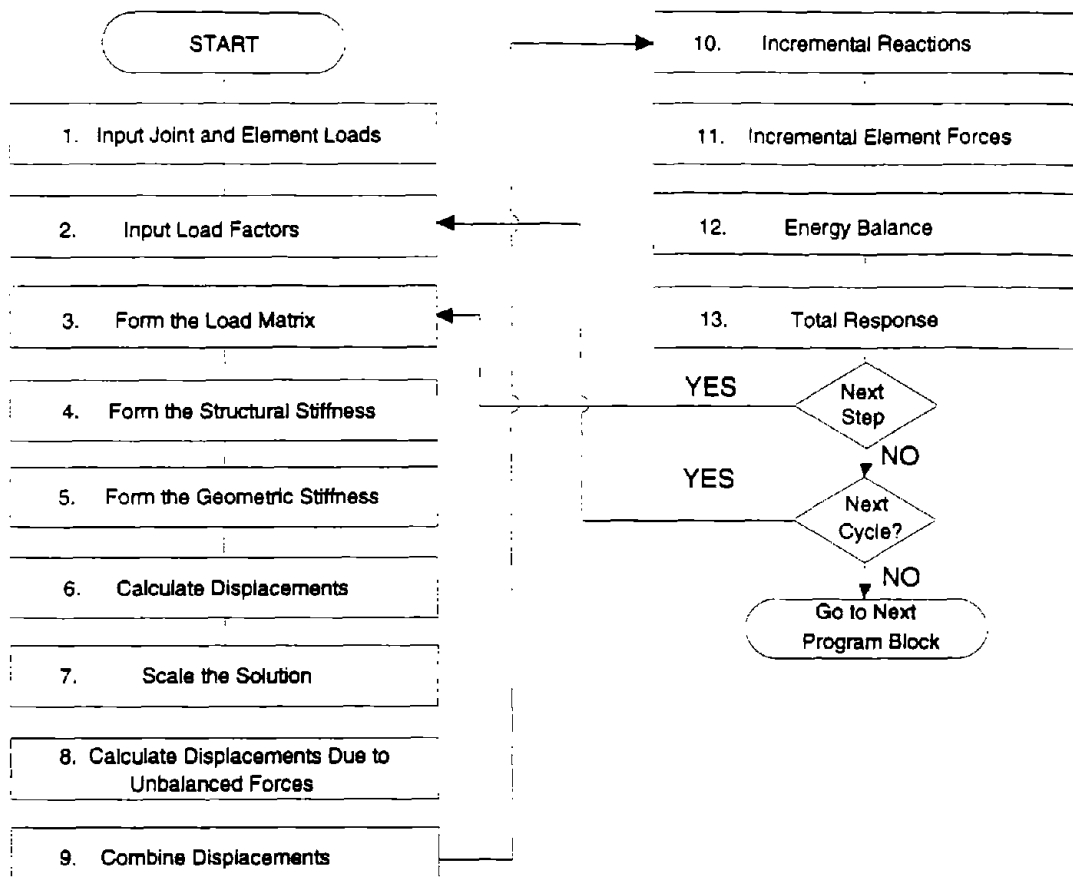 START
1. Input Joint and Element Loads
2. Input Load Factors
3. Form the Load Matrix
4. Form the Structural Stiffness
5. Form the Geometric Stiffness
6. Calculate Displacements
7. Scale the Solution
8. Calculate Displacements Due to
Unbalanced Forces
9. Combine Displacements
10. Incremental Reactions
11. Incremental Element Forces
12. Energy Balance
13. Total Response
Next
Step
YES
NO
Next
Cycle?
YES
NO
Go to Next
Program Block